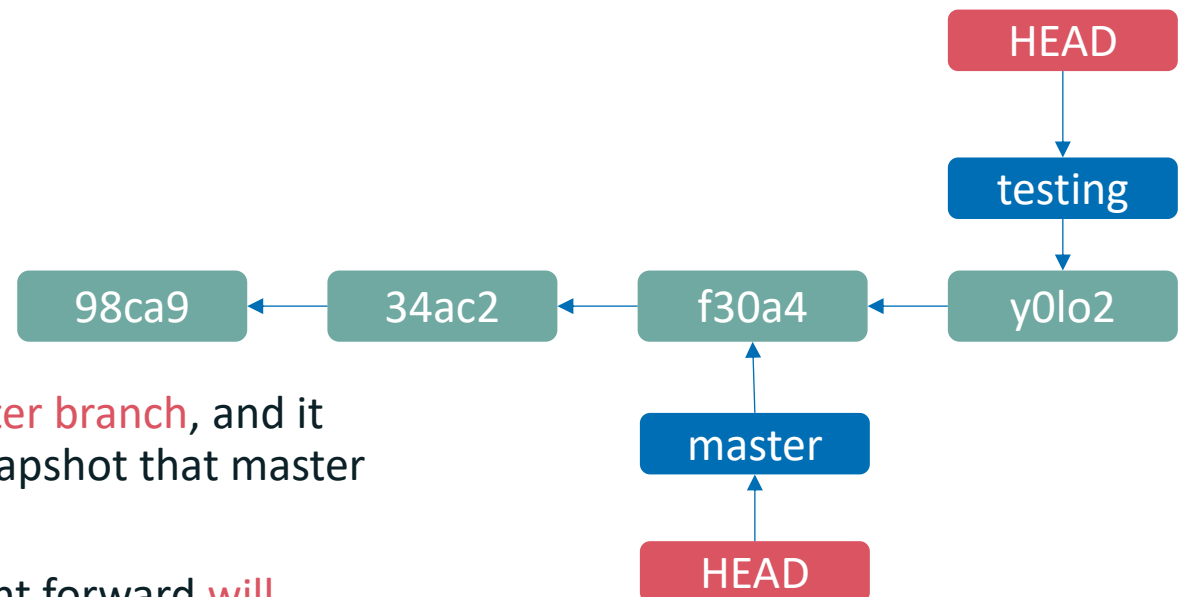 HEAD
testing
98ca9 34ac2 f30a4 y0lo2
ter branch, and it
apshot that master
master
HEAD
nt forward will